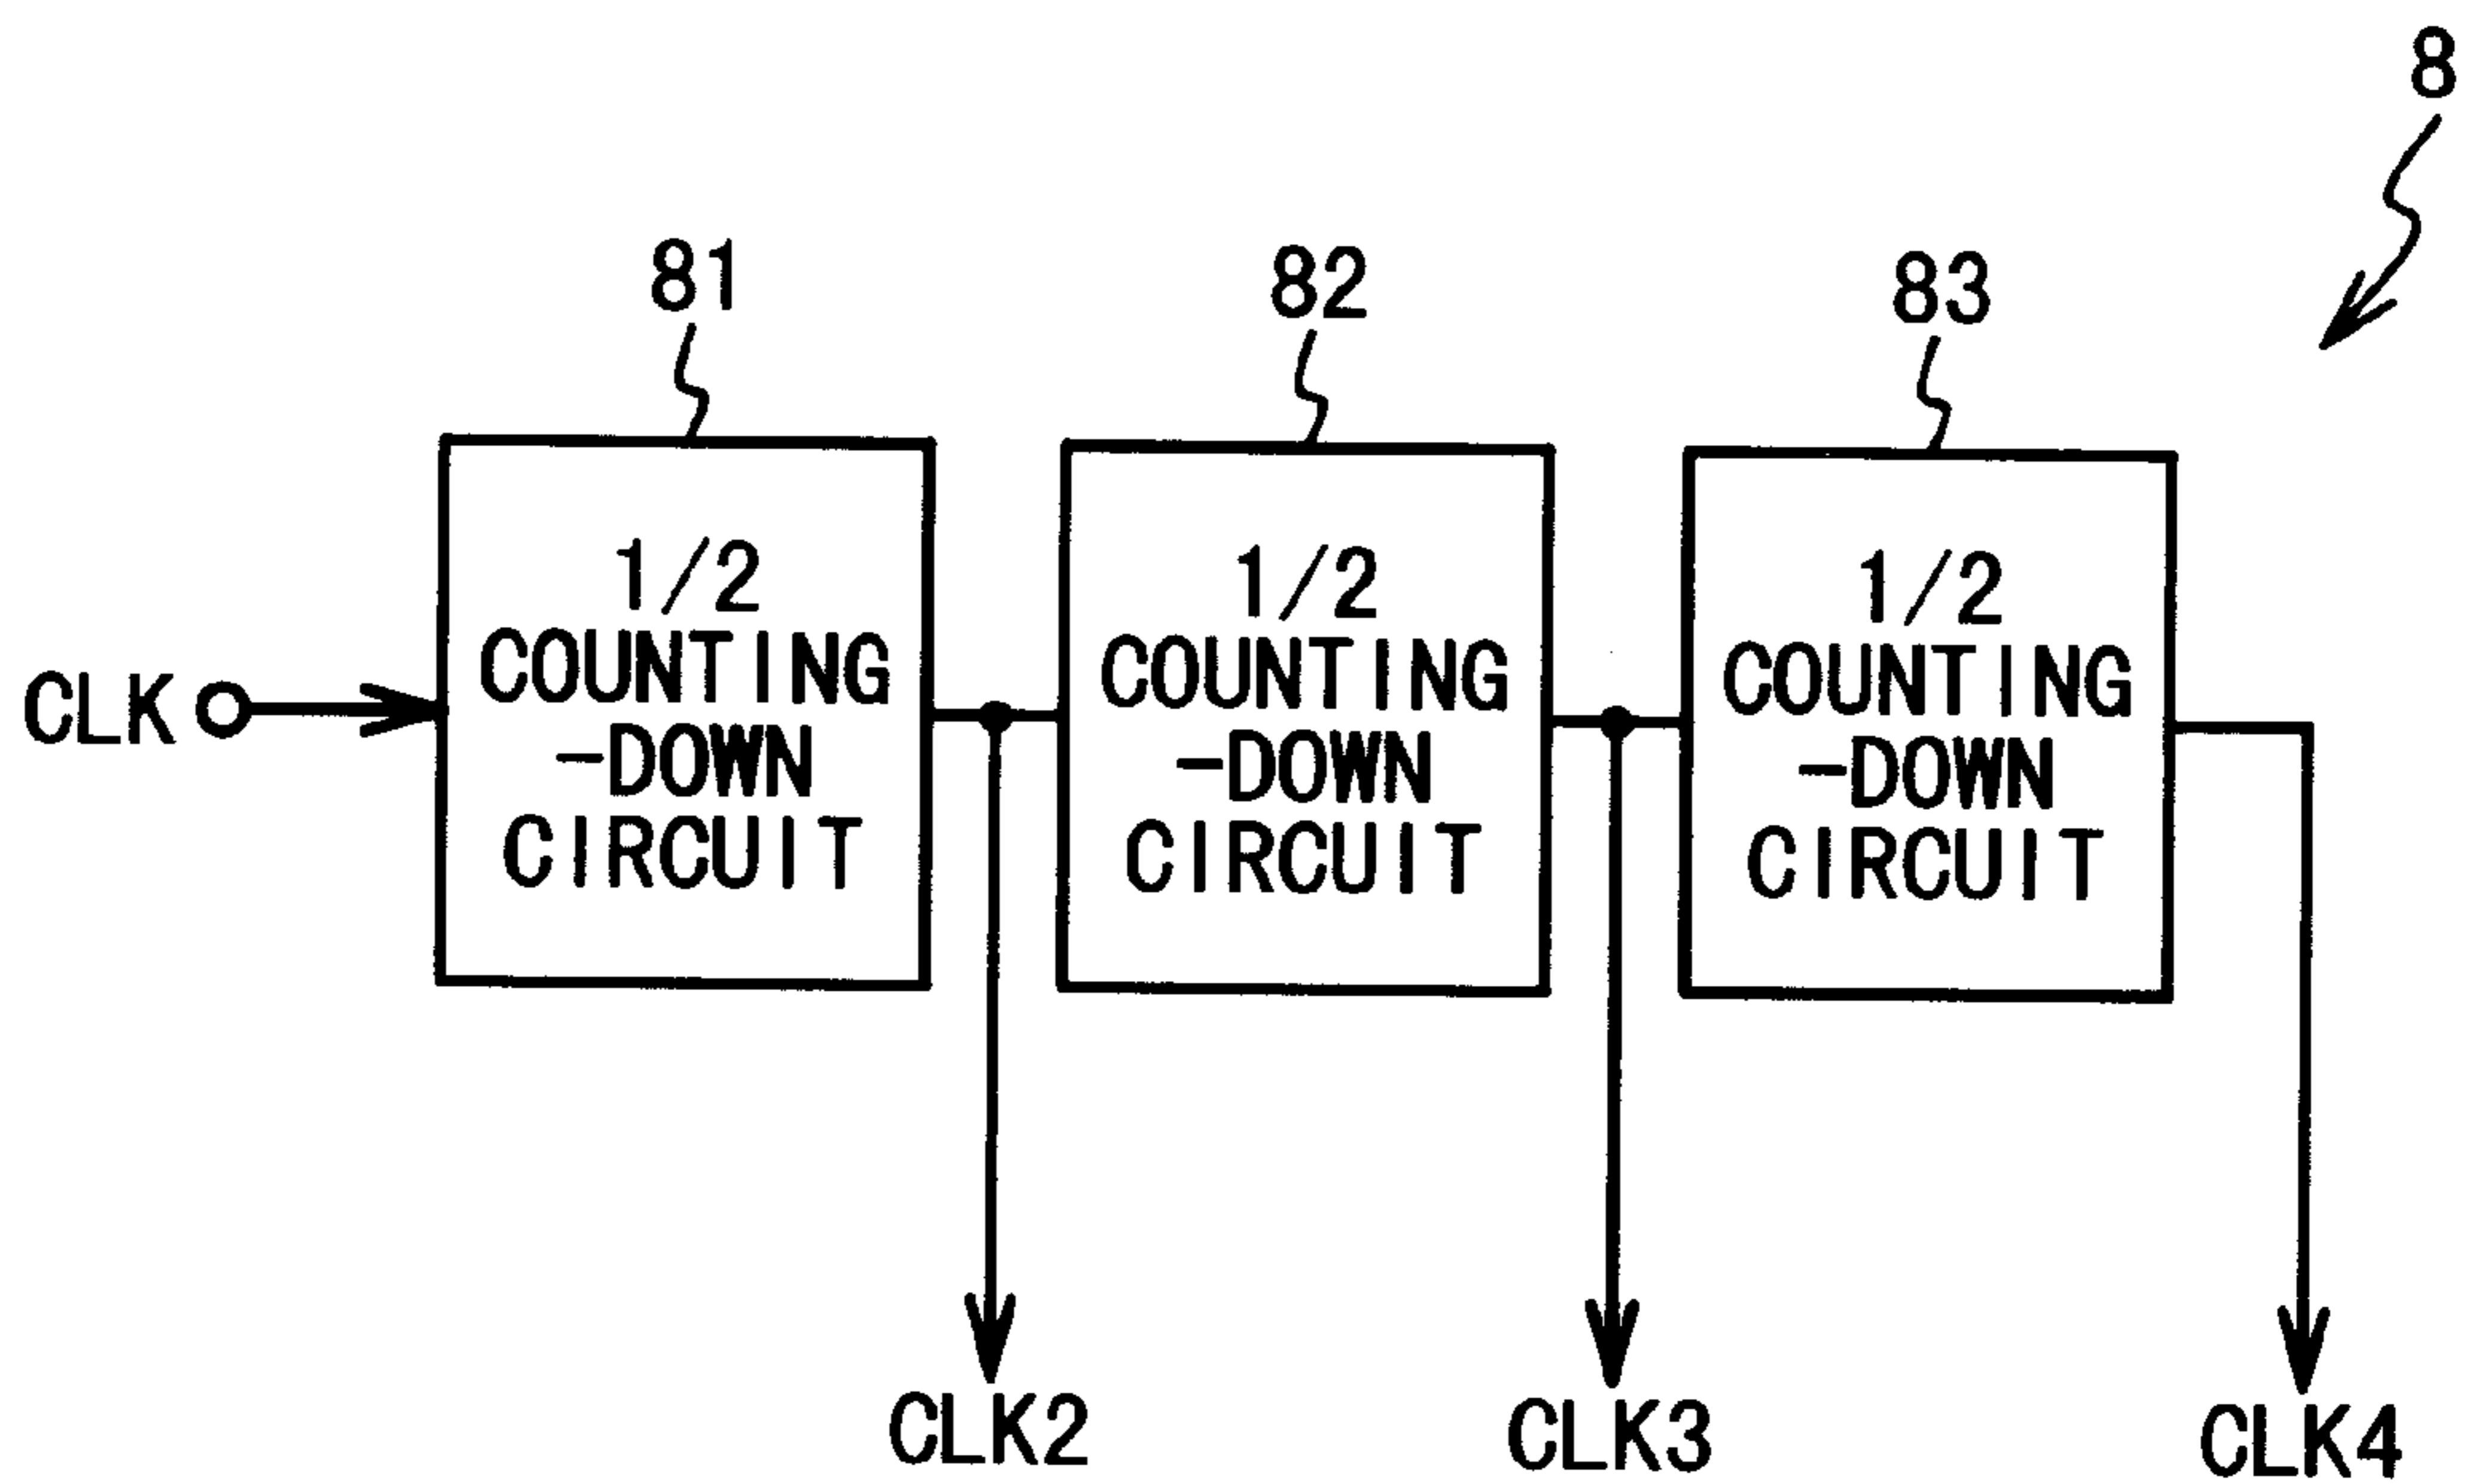 8
81
82
83
1/2
COUNTING
-DOWN
CIRCUIT
1/2
COUNTING
-DOWN
CIRCUIT
1/2
COUNTING
-DOWN
CIRCUIT
CLK
CLK2
CLK3
CLK4